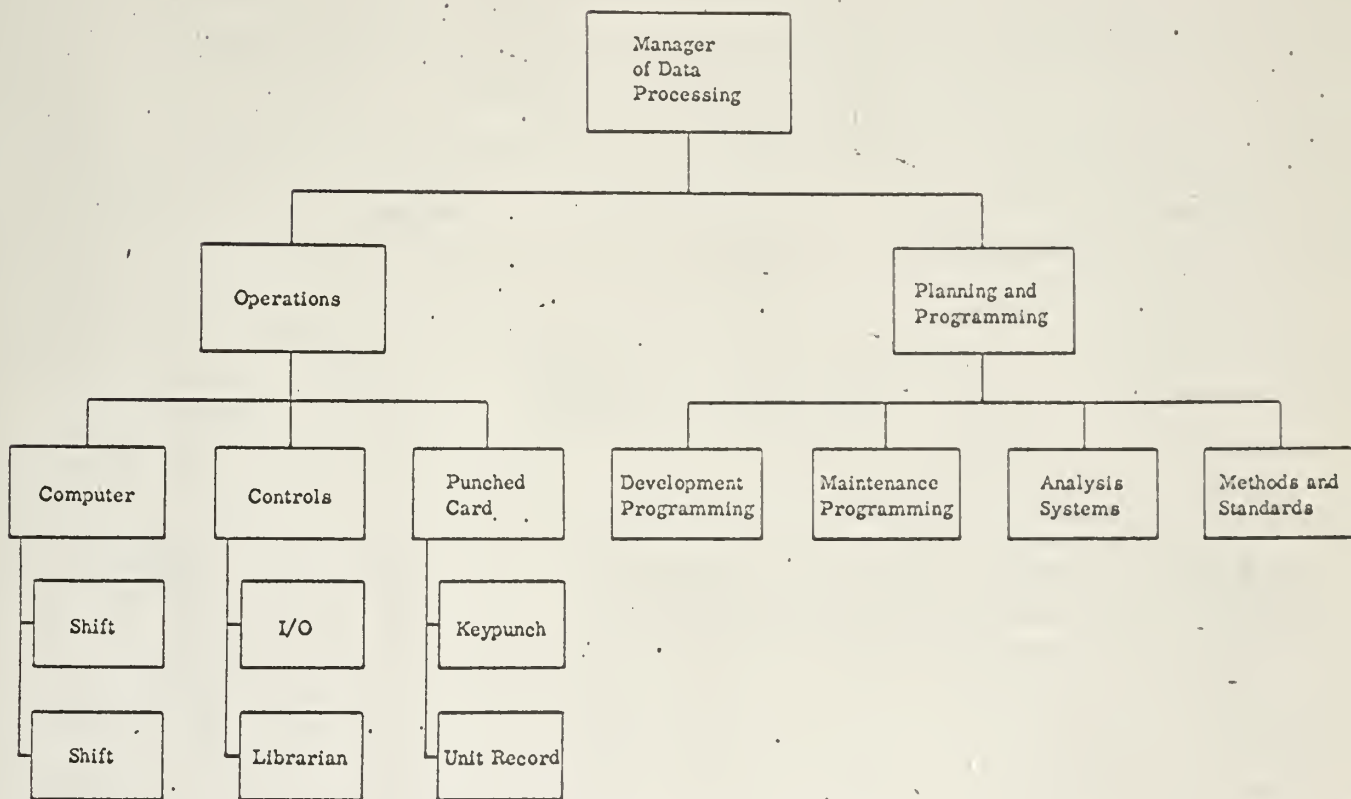 Manager
of Data
Processing
Operations
Planning and
Programming
Computer
Controls
Punched
Card
Development
Programming
Maintenance
Programming
Analysis
Systems
Methods and
Standards
Shift
I/O
Keypunch
Shift
Librarian
Unit Record